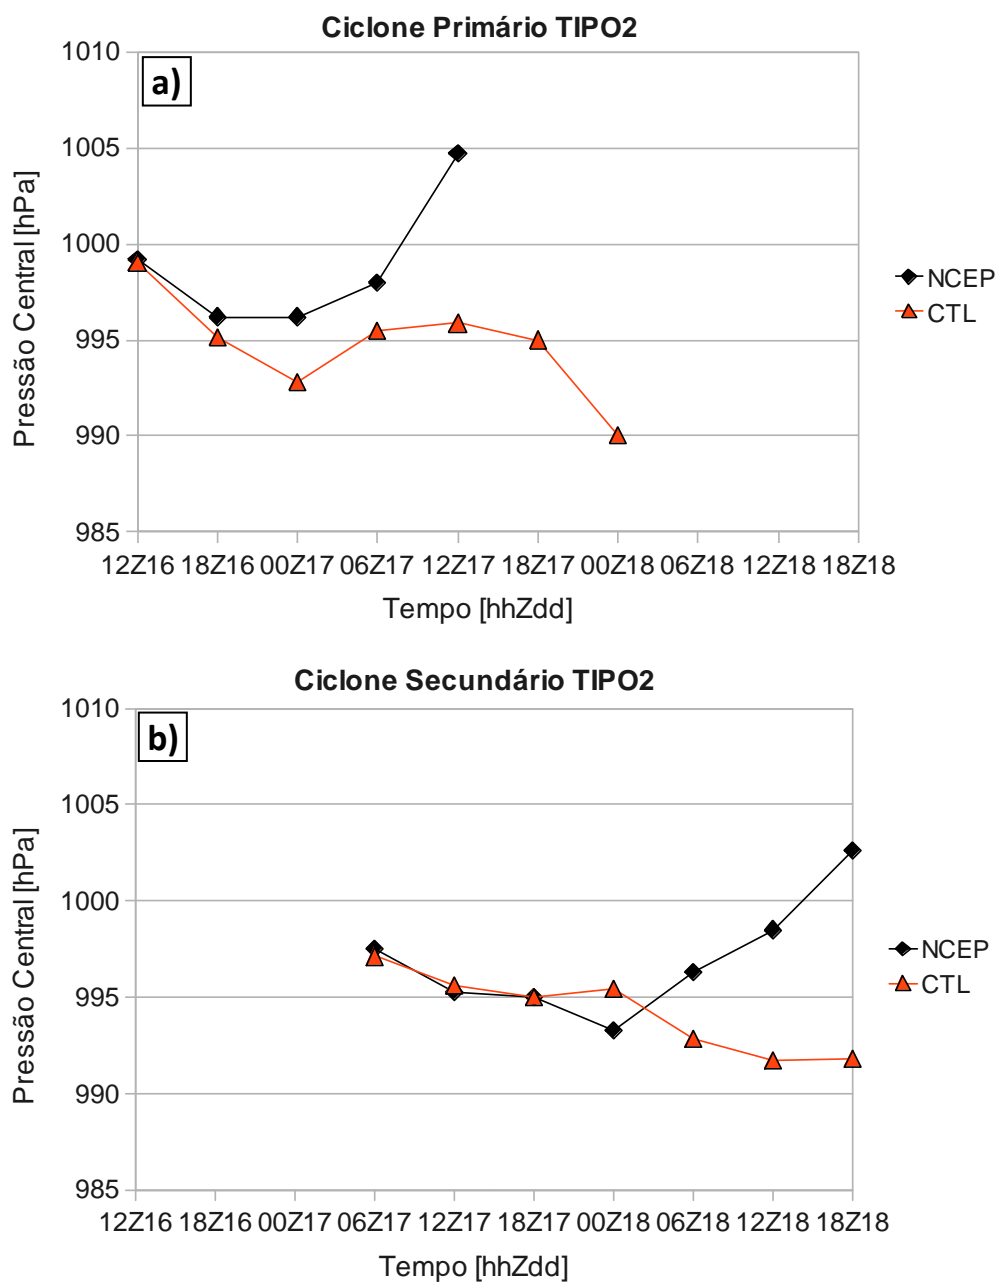 Ciclone Primário TIPO2
a)
1010
1005
1000
995
990
985
Pressão Central [hPa]
12Z16 18Z16 00Z17 06Z17 12Z17 18Z17 00Z18 06Z18 12Z18 18Z18
Tempo [hhZdd]
NCEP
CTL
Ciclone Secundário TIPO2
b)
1010
1005
1000
995
990
985
Pressão Central [hPa]
12Z16 18Z16 00Z17 06Z17 12Z17 18Z17 00Z18 06Z18 12Z18 18Z18
Tempo [hhZdd]
NCEP
CTL